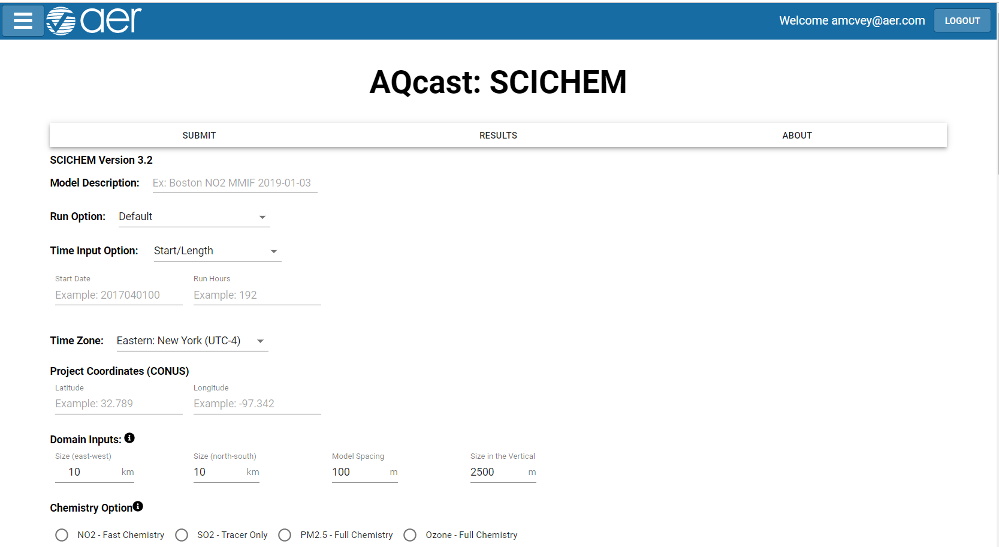 aer Welcome amcvey@aer.com LOGOUT
AQcast: SCICHEM
SUBMIT RESULTS ABOUT
SCICHEM Version 3.2
Model Description: Ex: Boston NO2 MMIF 2019-01-03
Run Option: Default
Time Input Option: Start/Length
Start Date Run Hours
Example: 2017040100 Example: 192
Time Zone: Eastern: New York (UTC-4)
Project Coordinates (CONUS)
Latitude Longitude
Example: 32.789 Example: -97.342
Domain Inputs:
Size (east-west) Size (north-south) Model Spacing Size in the Vertical
10 km 10 km 100 m 2500 m
Chemistry Option
NO2 - Fast Chemistry SO2 - Tracer Only PM2.5 - Full Chemistry Ozone - Full Chemistry